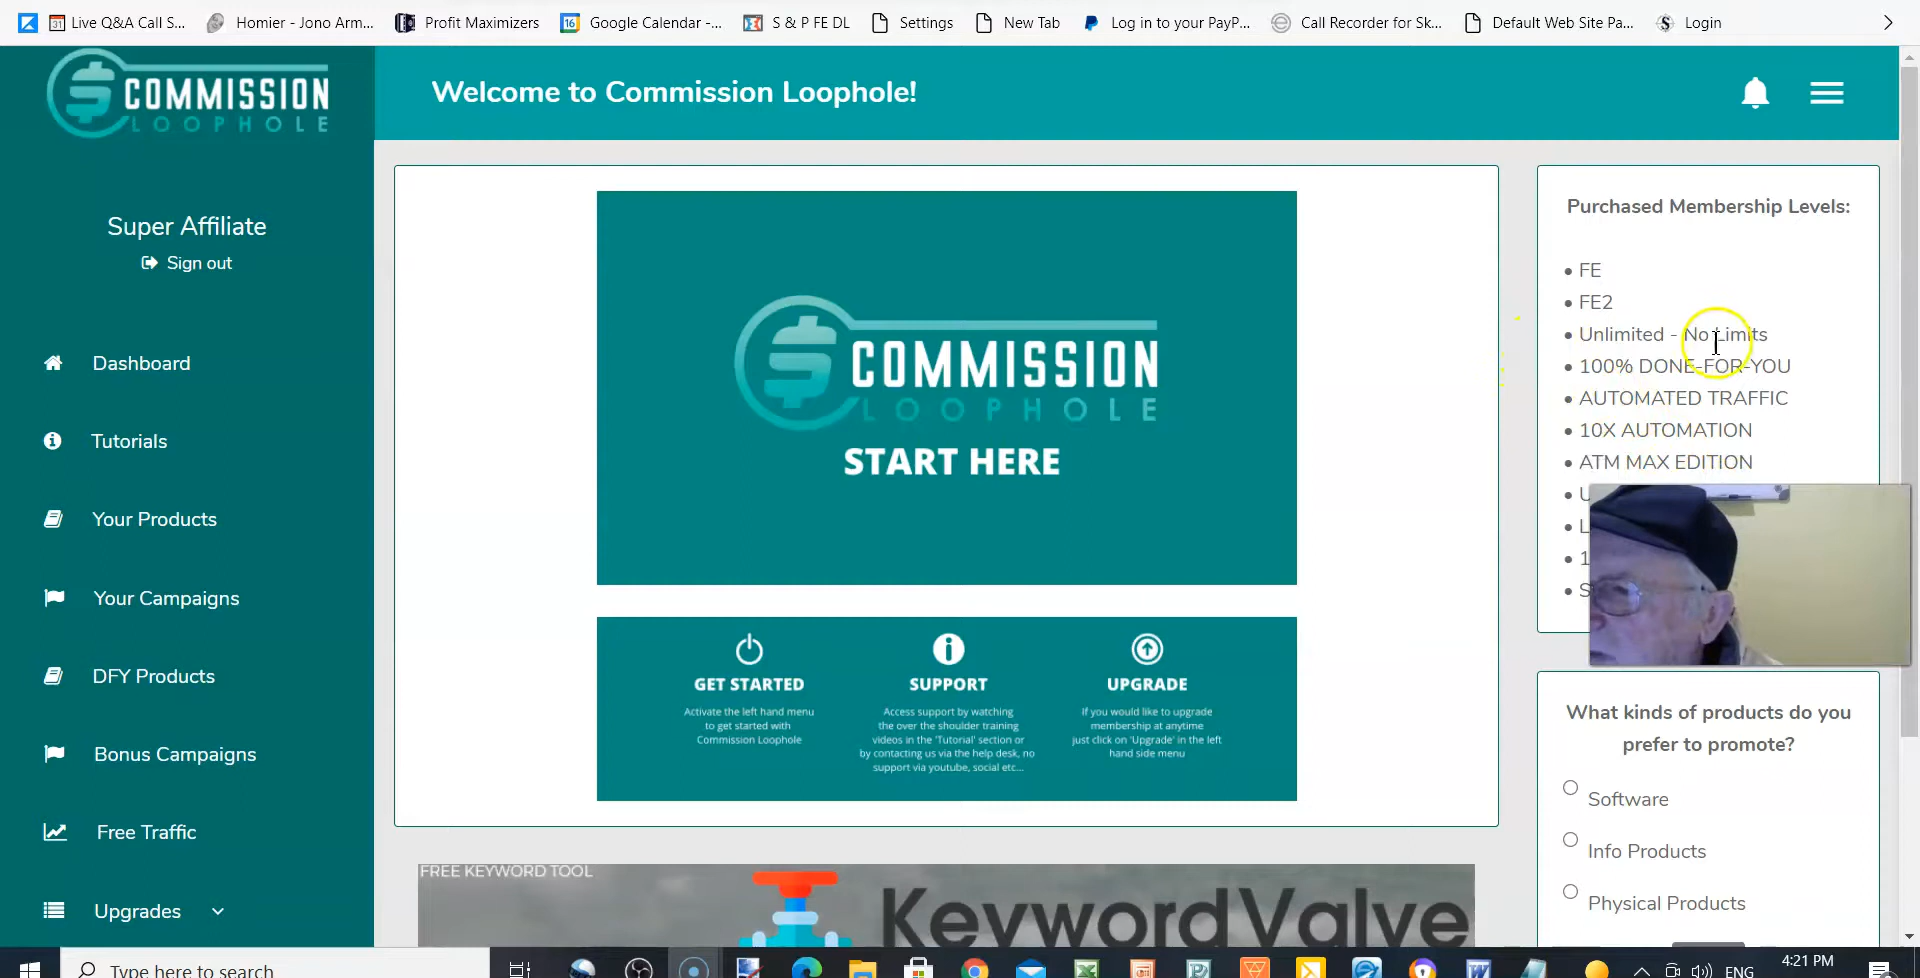 Live Q&A Call S...
Homier - Jono Arm...
Profit Maximizers
Google Calendar -...
S & P FE DL
Settings
New Tab
Log in to your PayP...
Call Recorder for Sk...
Default Web Site Pa...
Login
COMMISSION
LOOPHOLE
Welcome to Commission Loophole!
Super Affiliate
Sign out
Dashboard
Tutorials
Your Products
Your Campaigns
DFY Products
Bonus Campaigns
Free Traffic
Upgrades
COMMISSION
LOOPHOLE
START HERE
GET STARTED
Activate the left hand menu
to get started with
Commission Loophole
SUPPORT
Access support by watching
the over the shoulder training
videos in the 'Tutorial' section or
by contacting us via the help desk, no
support via youtube, social etc...
UPGRADE
If you would like to upgrade
membership at anytime
just click on 'Upgrade' in the left
hand side menu
FREE KEYWORD TOOL
KeywordValve
Purchased Membership Levels:
• FE
• FE2
• Unlimited - No Limits
• 100% DONE-FOR-YOU
• AUTOMATED TRAFFIC
• 10X AUTOMATION
• ATM MAX EDITION
What kinds of products do you
prefer to promote?
Software
Info Products
Physical Products
Type here to search
ENG
4:21 PM